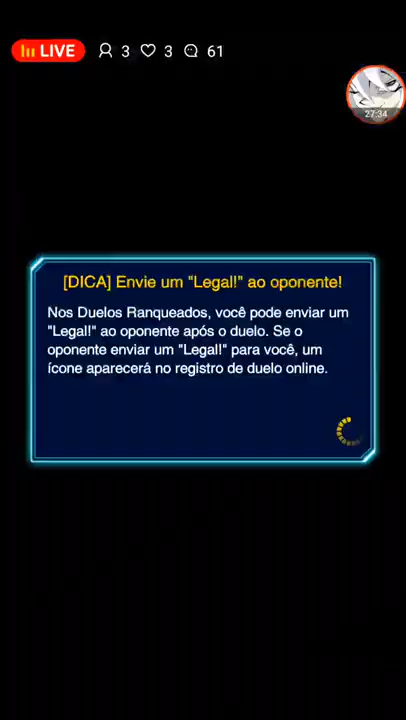 LIVE 3 3 61
27:34
[DICA] Envie um "Legal!" ao oponente!
Nos Duelos Ranqueados, você pode enviar um
"Legal!" ao oponente após o duelo. Se o
oponente enviar um "Legal!" para você, um
ícone aparecerá no registro de duelo online.